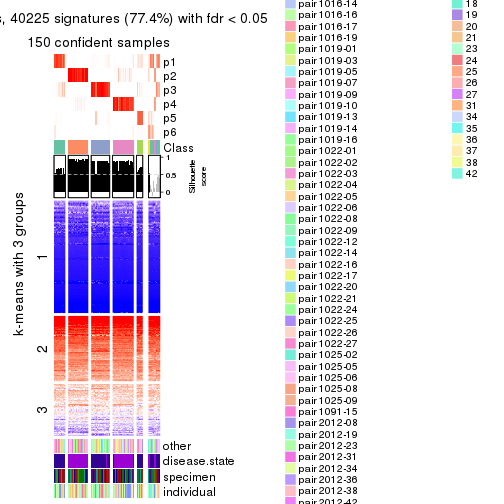 s, 40225 signatures (77.4%) with fdr < 0.05
150 confident samples
p1
p2
p3
p4
p5
p6
Class
1
0.5
0
Silhouette
score
k-means with 3 groups
1
2
3
other
disease.state
specimen
individual
pair1016-14
pair1016-16
pair1016-17
pair1016-19
pair1019-01
pair1019-03
pair1019-05
pair1019-07
pair1019-09
pair1019-10
pair1019-13
pair1019-14
pair1019-16
pair1022-01
pair1022-02
pair1022-03
pair1022-04
pair1022-05
pair1022-06
pair1022-08
pair1022-09
pair1022-12
pair1022-14
pair1022-16
pair1022-17
pair1022-20
pair1022-21
pair1022-24
pair1022-25
pair1022-26
pair1022-27
pair1025-02
pair1025-05
pair1025-06
pair1025-08
pair1025-09
pair1091-15
pair2012-08
pair2012-19
pair2012-23
pair2012-31
pair2012-34
pair2012-36
pair2012-38
pair2012-42
18
19
20
21
23
24
25
26
27
31
34
35
36
37
38
42